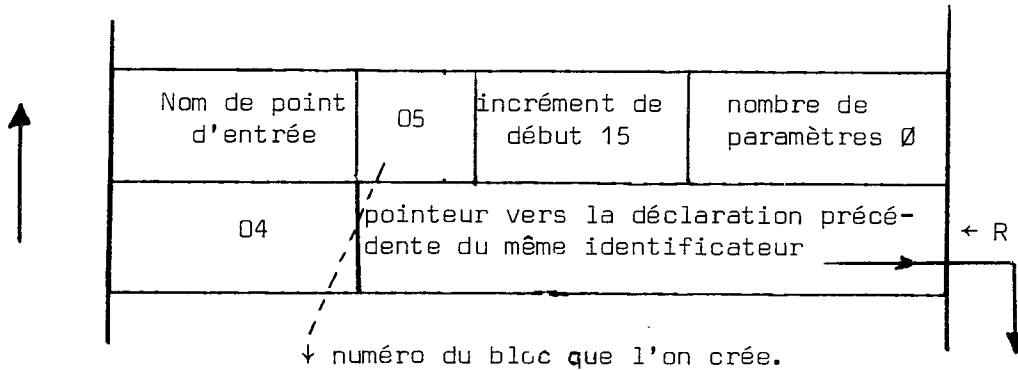 Nom de point
d'entrée
05
incrément de
début 15
nombre de
paramètres Ø
04
pointeur vers la déclaration précé-
dente du même identificateur
← R
↓ numéro du bloc que l'on crée.